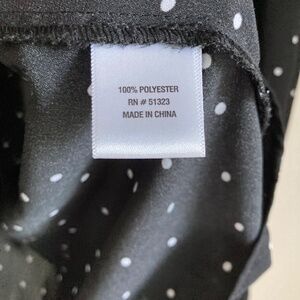 100% POLYESTER
RN # 51323
MADE IN CHINA